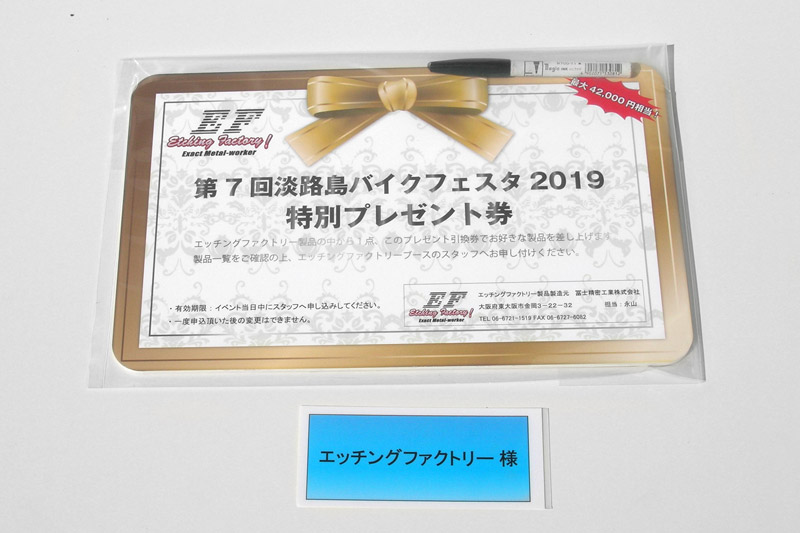 最大42,000円相当!
EF
Etching Factory!
Exact Metal-worker
第7回淡路島バイクフェスタ2019
特別プレゼント券
エッチングファクトリー製品の中から1点、このプレゼント引換券でお好きな製品を差し上げます
製品一覧をご確認の上、エッチングファクトリーブースのスタッフへお申し付けください。
・有効期限:イベント当日中にスタッフへ申し込みしてください。
・一度申込頂いた後の変更はできません。
EF
Etching Factory!
Exact Metal-worker
エッチングファクトリー製品製造元 冨士精密工業株式会社
大阪府東大阪市金岡3-22-32 担当:永山
TEL 06-6721-1519 FAX 06-6727-6062
エッチングファクトリー 様